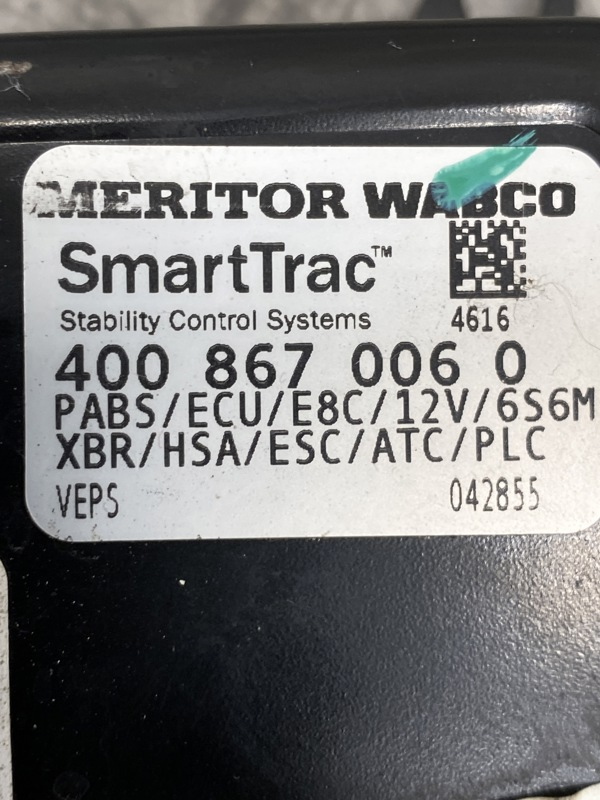 MERITOR WABCO
SmartTrac™
Stability Control Systems
4616
400 867 006 0
PABS/ECU/E8C/12V/6S6M
XBR/HSA/ESC/ATC/PLC
VEPS 042855